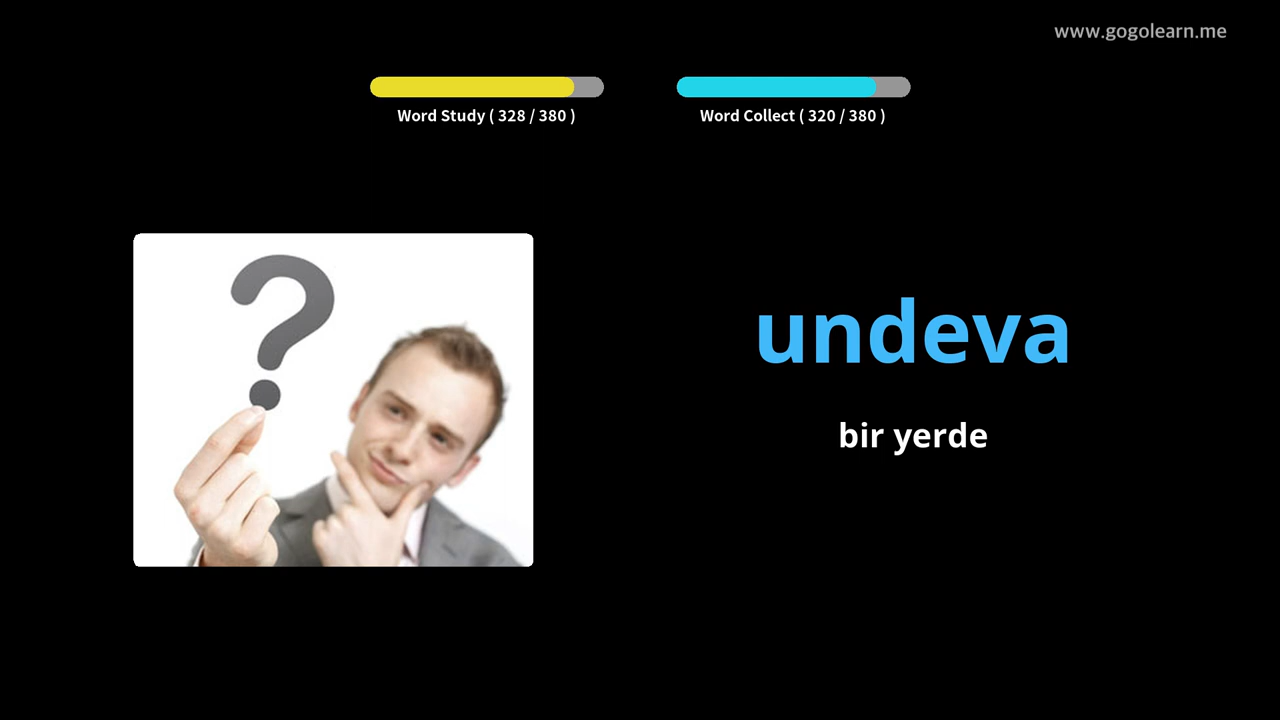 www.gogolearn.me
Word Study ( 328 / 380 )
Word Collect ( 320 / 380 )
undeva
bir yerde